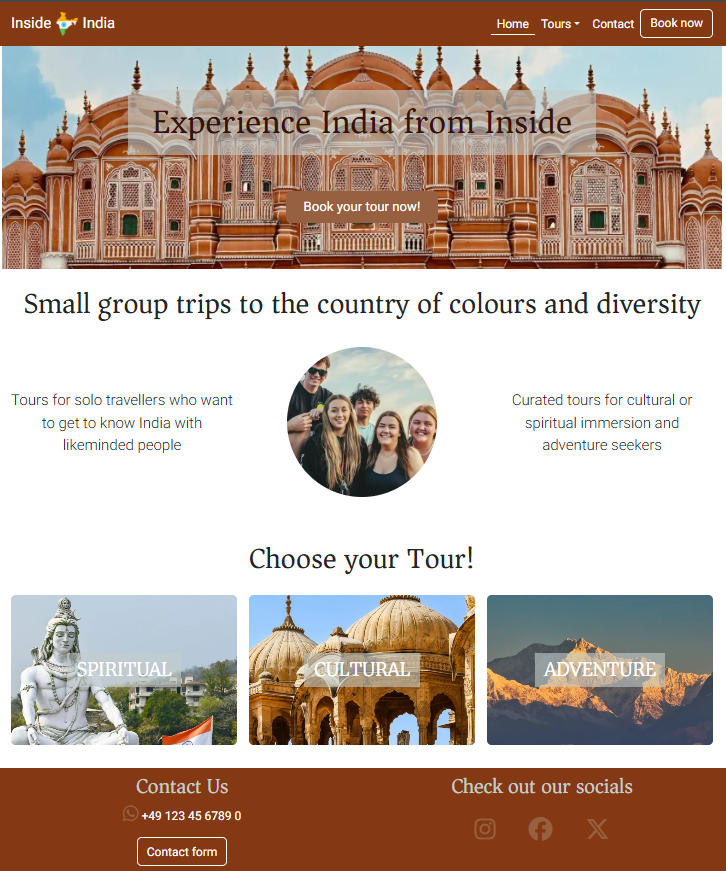 Inside India
Home Tours Contact Book now
Experience India from Inside
Book your tour now!
Small group trips to the country of colours and diversity
Tours for solo travellers who want
to get to know India with
likeminded people
Curated tours for cultural or
spiritual immersion and
adventure seekers
Choose your Tour!
SPIRITUAL
CULTURAL
ADVENTURE
Contact Us
+49 123 45 6789 0
Contact form
Check out our socials